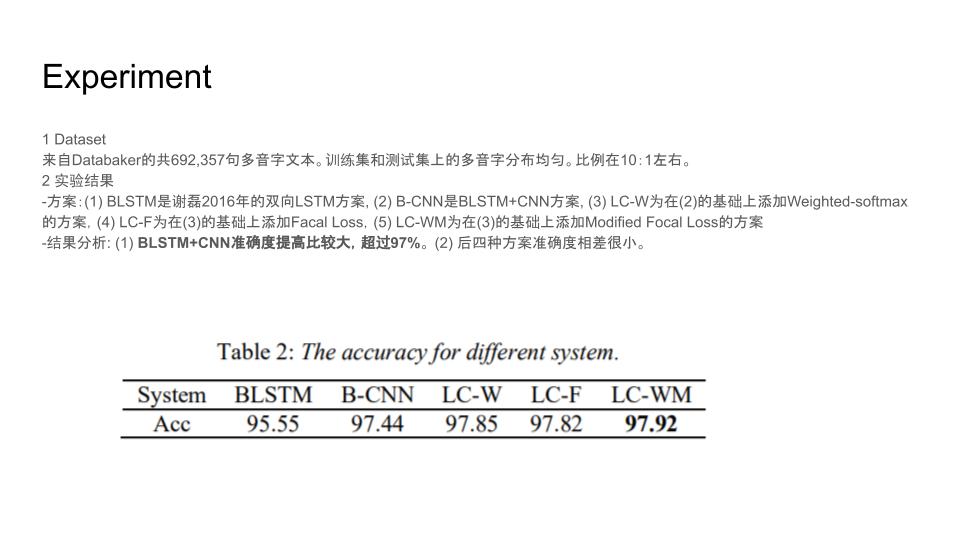 Experiment
1 Dataset
来自Databaker的共692,357句多音字文本。训练集和测试集上的多音字分布均匀。比例在10：1左右。
2 实验结果
-方案：(1) BLSTM是谢磊2016年的双向LSTM方案, (2) B-CNN是BLSTM+CNN方案, (3) LC-W为在(2)的基础上添加Weighted-softmax
的方案，(4) LC-F为在(3)的基础上添加Facal Loss，(5) LC-WM为在(3)的基础上添加Modified Focal Loss的方案
-结果分析: (1) BLSTM+CNN准确度提高比较大，超过97%。 (2) 后四种方案准确度相差很小。
Table 2: The accuracy for different system.
System BLSTM B-CNN LC-W LC-F LC-WM
Acc 95.55 97.44 97.85 97.82 97.92